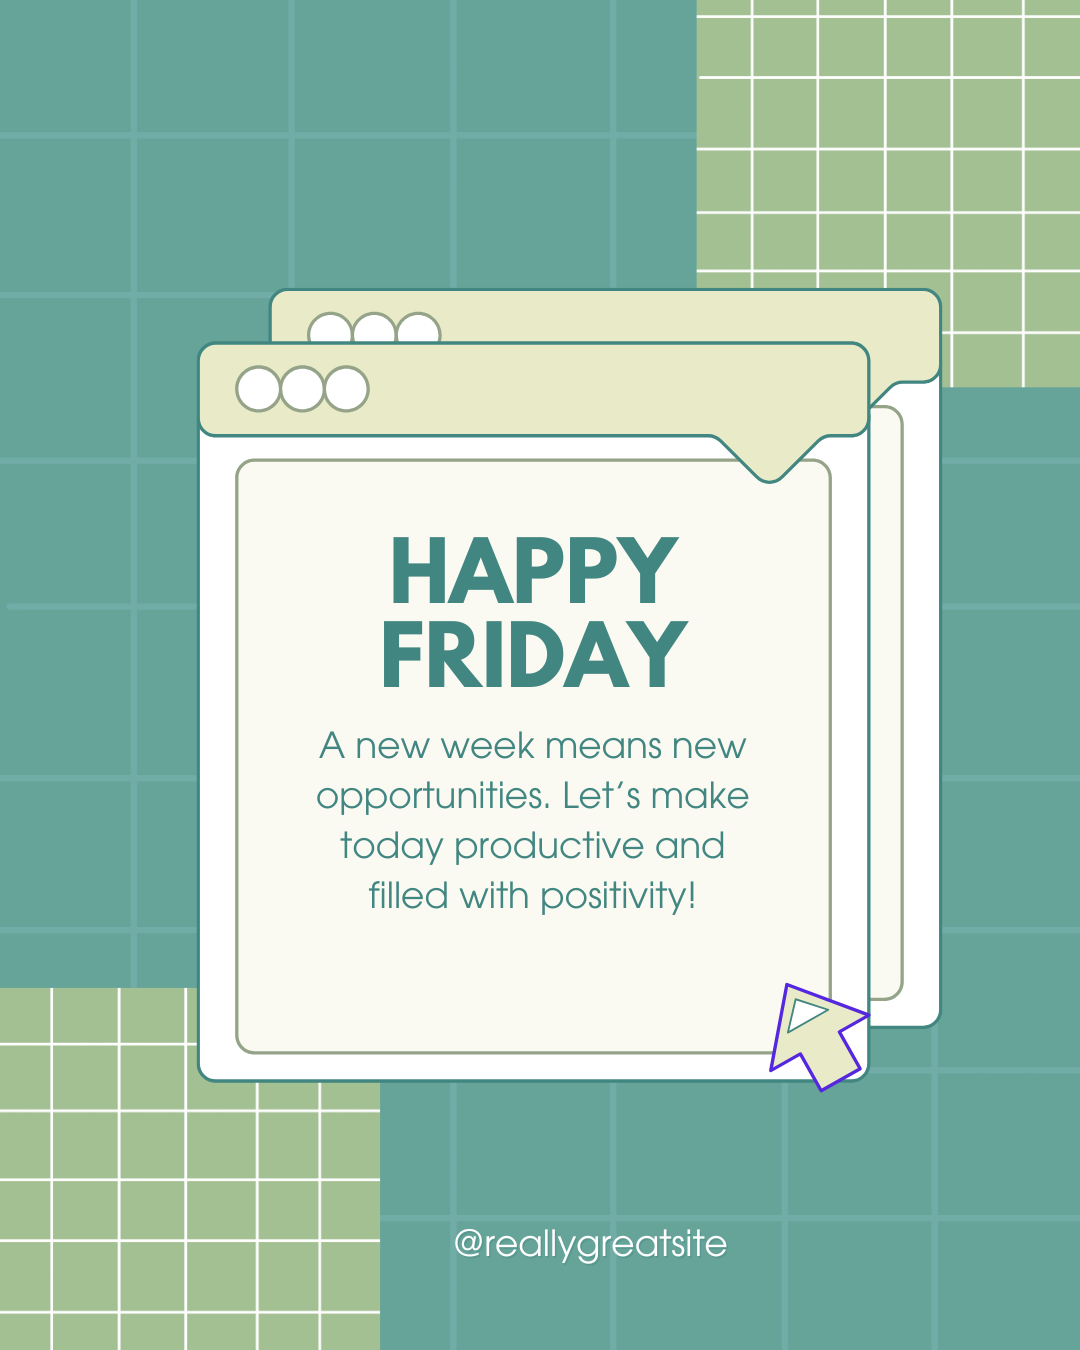 HAPPY
FRIDAY
A new week means new
opportunities. Let’s make
today productive and
filled with positivity!
@reallygreatsite